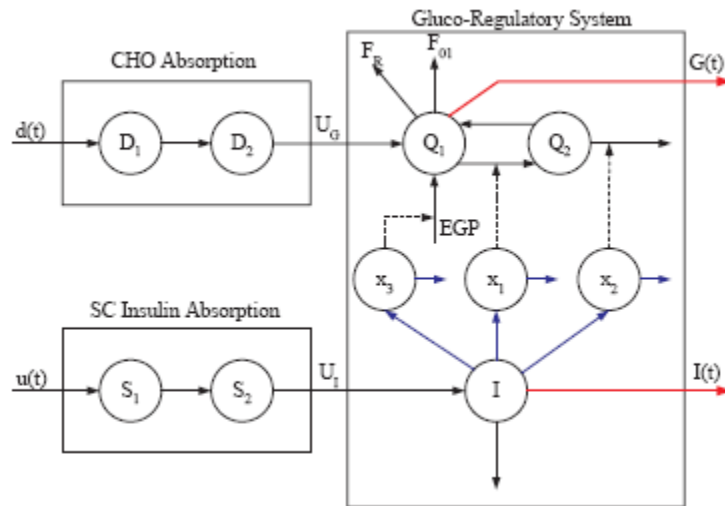 Gluco-Regulatory System
CHO Absorption
F_R
F_01
G(t)
d(t)
D_1
D_2
U_G
Q_1
Q_2
EGP
x_3
x_1
x_2
SC Insulin Absorption
u(t)
S_1
S_2
U_I
I
I(t)